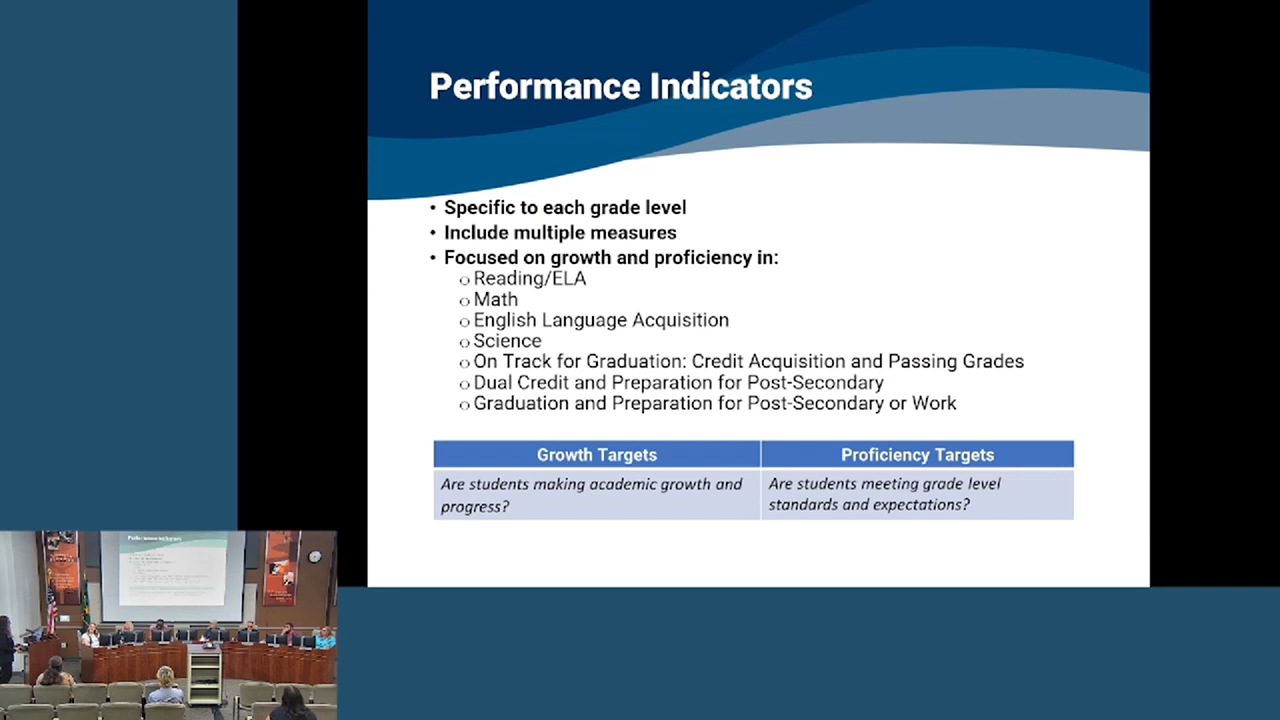 Performance Indicators
• Specific to each grade level
• Include multiple measures
• Focused on growth and proficiency in:
o Reading/ELA
o Math
o English Language Acquisition
o Science
o On Track for Graduation: Credit Acquisition and Passing Grades
o Dual Credit and Preparation for Post-Secondary
o Graduation and Preparation for Post-Secondary or Work
Growth Targets
Proficiency Targets
Are students making academic growth and
progress?
Are students meeting grade level
standards and expectations?
Performance Indicators